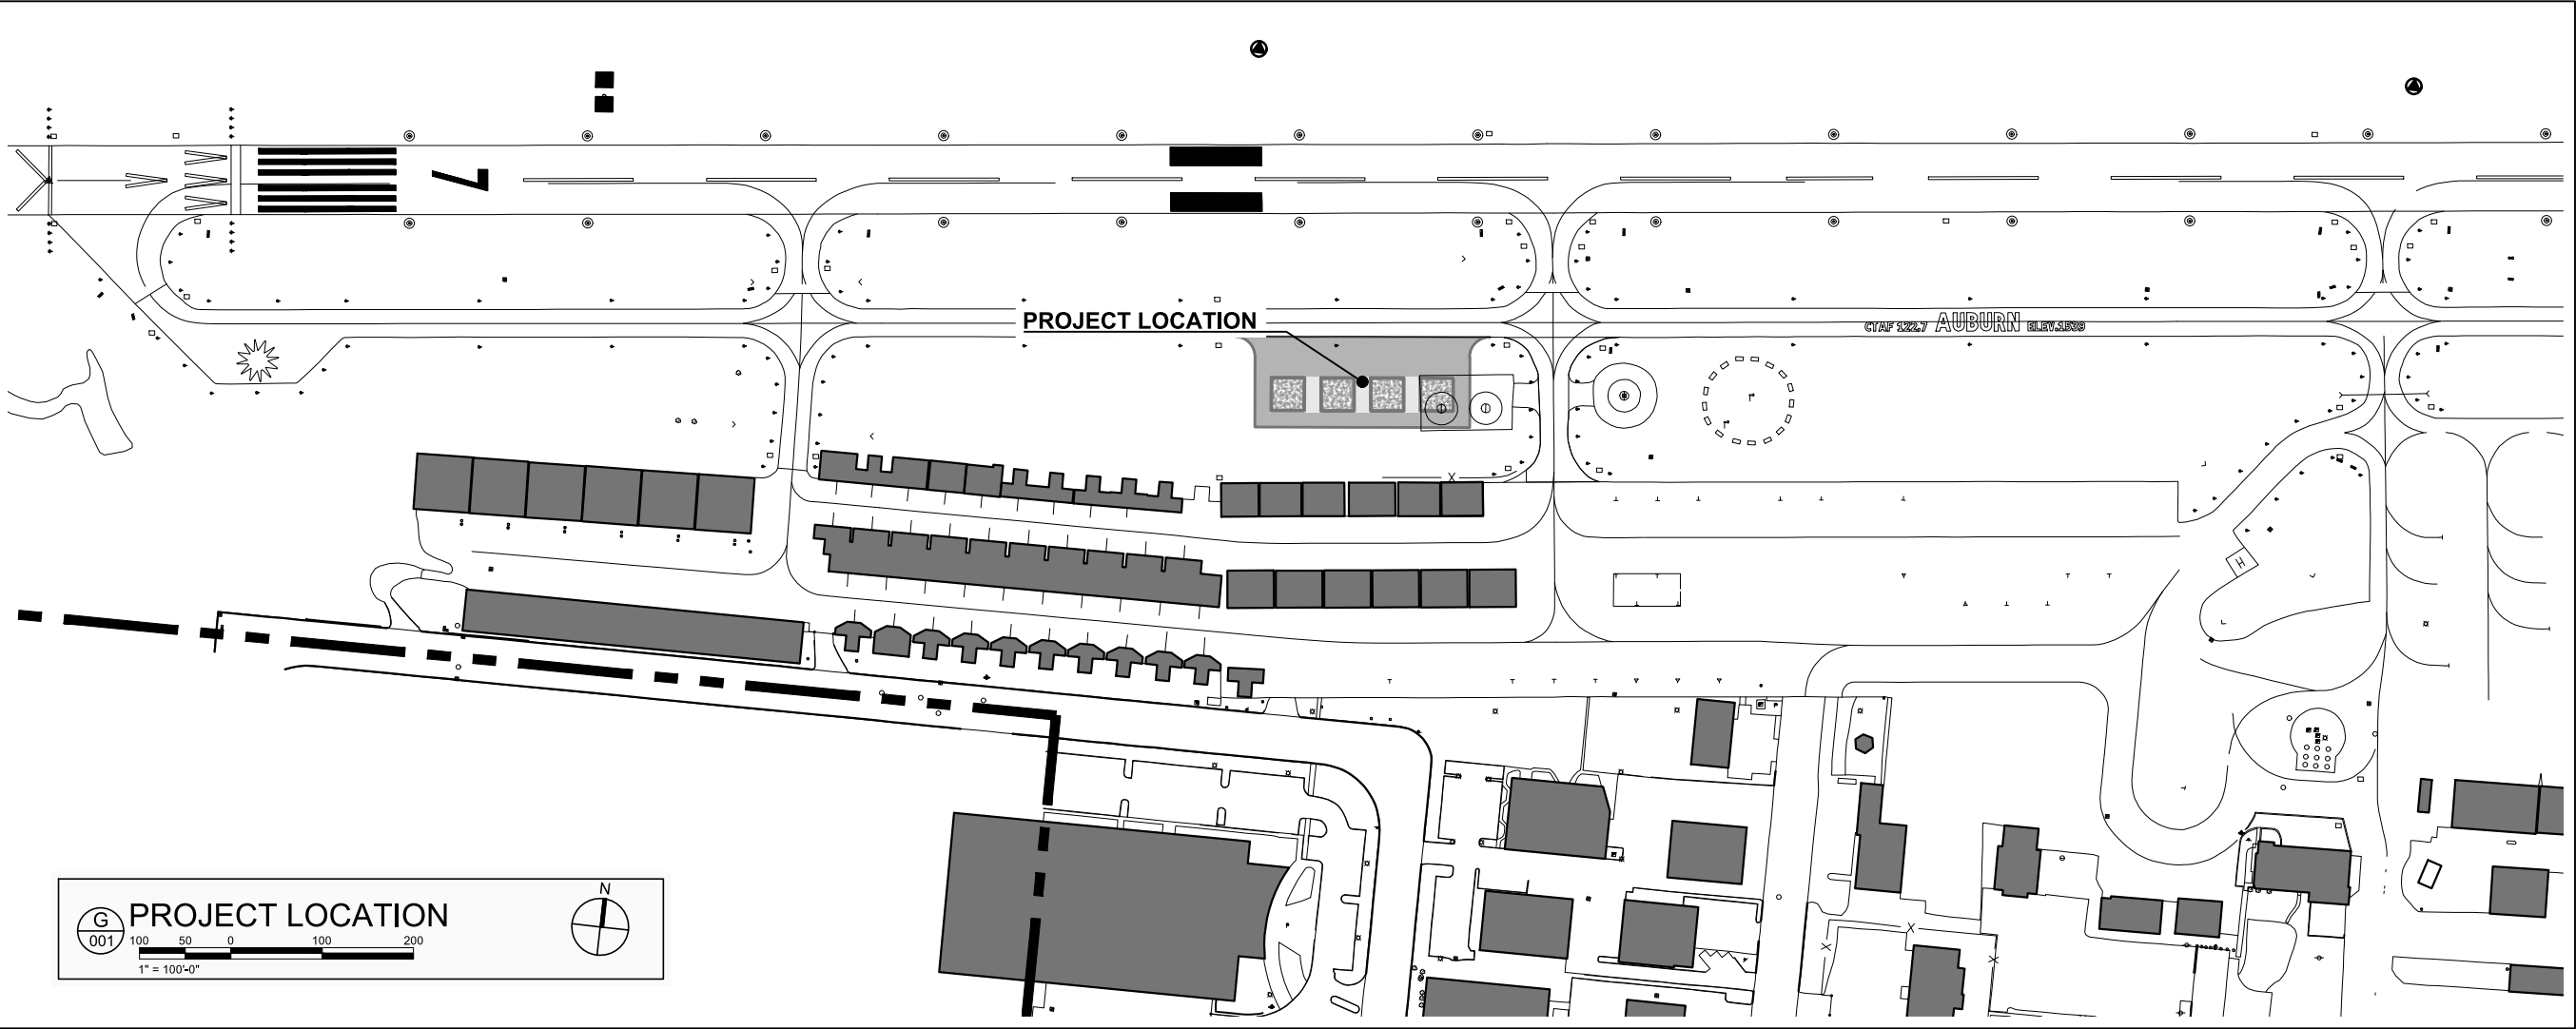 7
PROJECT LOCATION
CTAF 122.7 AUBURN ELEV.1539
H
G
001
PROJECT LOCATION
100 50 0 100 200
1" = 100'-0"
N